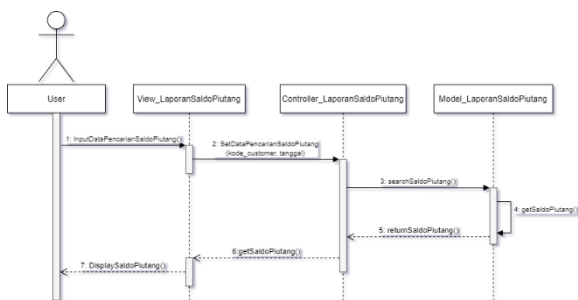 User
View_LaporanSaldoPiutang
Controller_LaporanSaldoPiutang
Model_LaporanSaldoPiutang
1: InputDataPencarianSaldoPiutang()
2: SetDataPencarianSaldoPiutang
(kode_customer, tanggal)
3: searchSaldoPiutang()
4: getSaldoPiutang()
5: returnSaldoPiutang()
6:getSaldoPiutang()
7: DisplaySaldoPiutang()